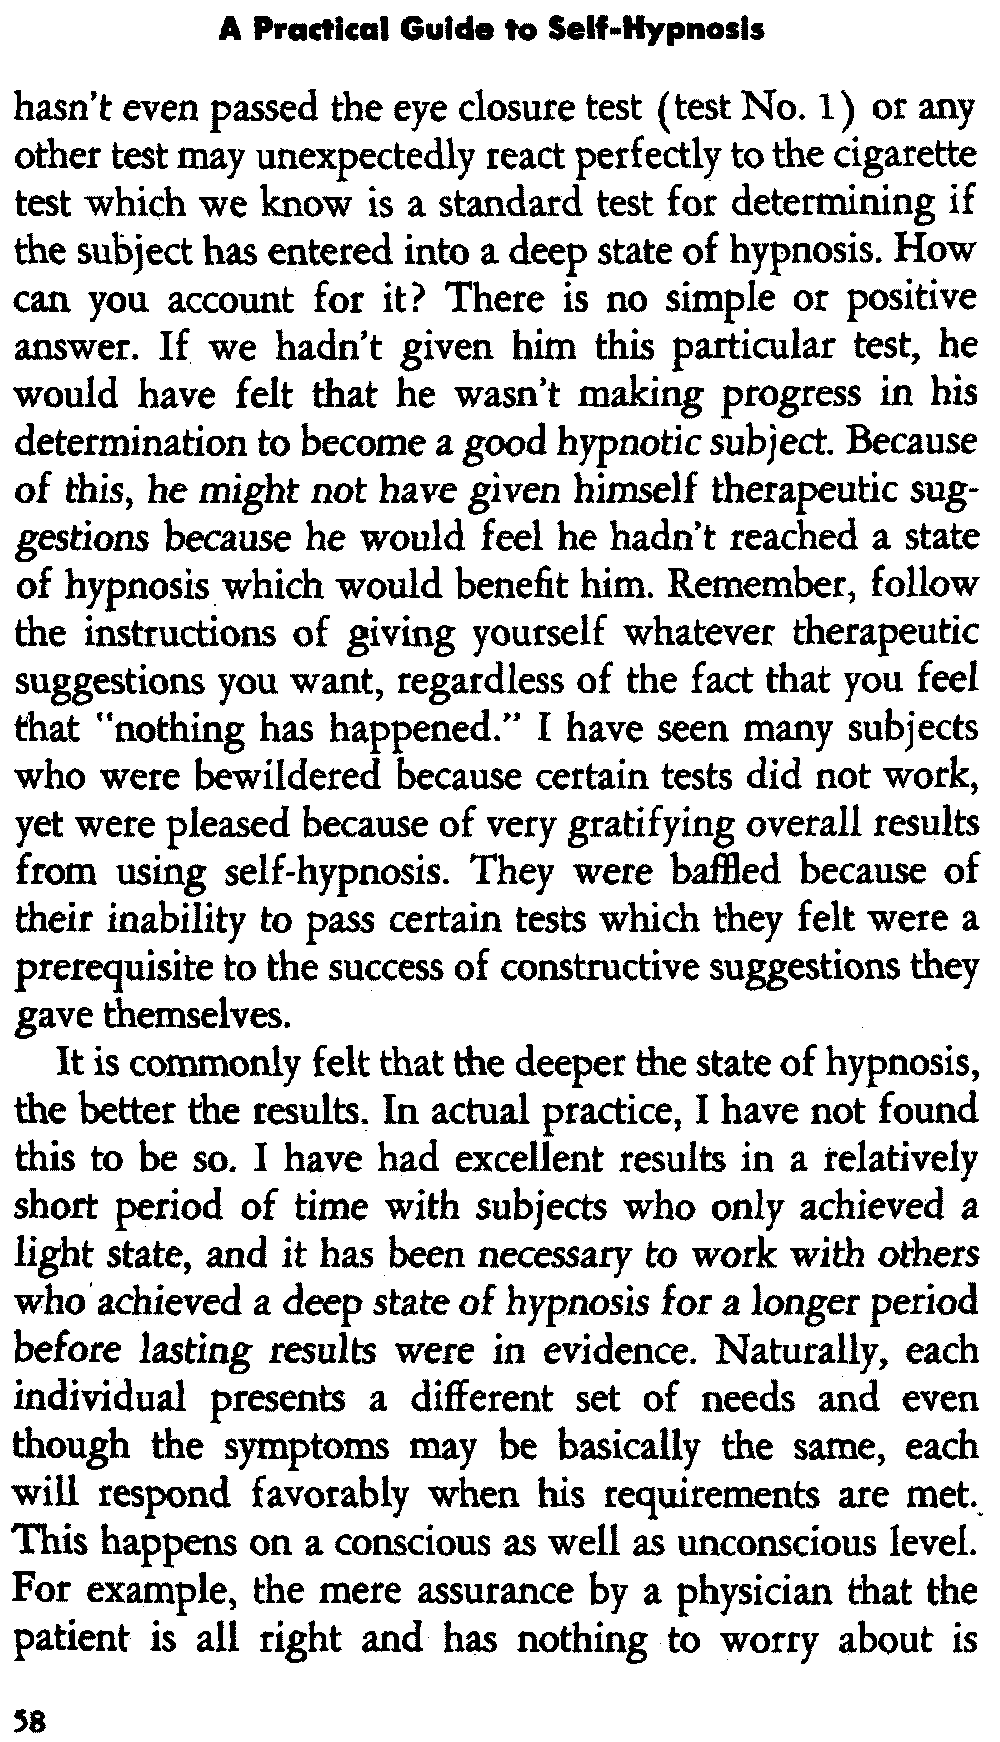 A Practical Guide to Self-Hypnosis
hasn't even passed the eye closure test (test No. 1) or any
other test may unexpectedly react perfectly to the cigarette
test which we know is a standard test for determining if
the subject has entered into a deep state of hypnosis. How
can you account for it? There is no simple or positive
answer. If we hadn't given him this particular test, he
would have felt that he wasn't making progress in his
determination to become a good hypnotic subject. Because
of this, he might not have given himself therapeutic sug-
gestions because he would feel he hadn't reached a state
of hypnosis which would benefit him. Remember, follow
the instructions of giving yourself whatever therapeutic
suggestions you want, regardless of the fact that you feel
that "nothing has happened." I have seen many subjects
who were bewildered because certain tests did not work,
yet were pleased because of very gratifying overall results
from using self-hypnosis. They were baffled because of
their inability to pass certain tests which they felt were a
prerequisite to the success of constructive suggestions they
gave themselves.
It is commonly felt that the deeper the state of hypnosis,
the better the results. In actual practice, I have not found
this to be so. I have had excellent results in a relatively
short period of time with subjects who only achieved a
light state, and it has been necessary to work with others
who achieved a deep state of hypnosis for a longer period
before lasting results were in evidence. Naturally, each
individual presents a different set of needs and even
though the symptoms may be basically the same, each
will respond favorably when his requirements are met.
This happens on a conscious as well as unconscious level.
For example, the mere assurance by a physician that the
patient is all right and has nothing to worry about is
58